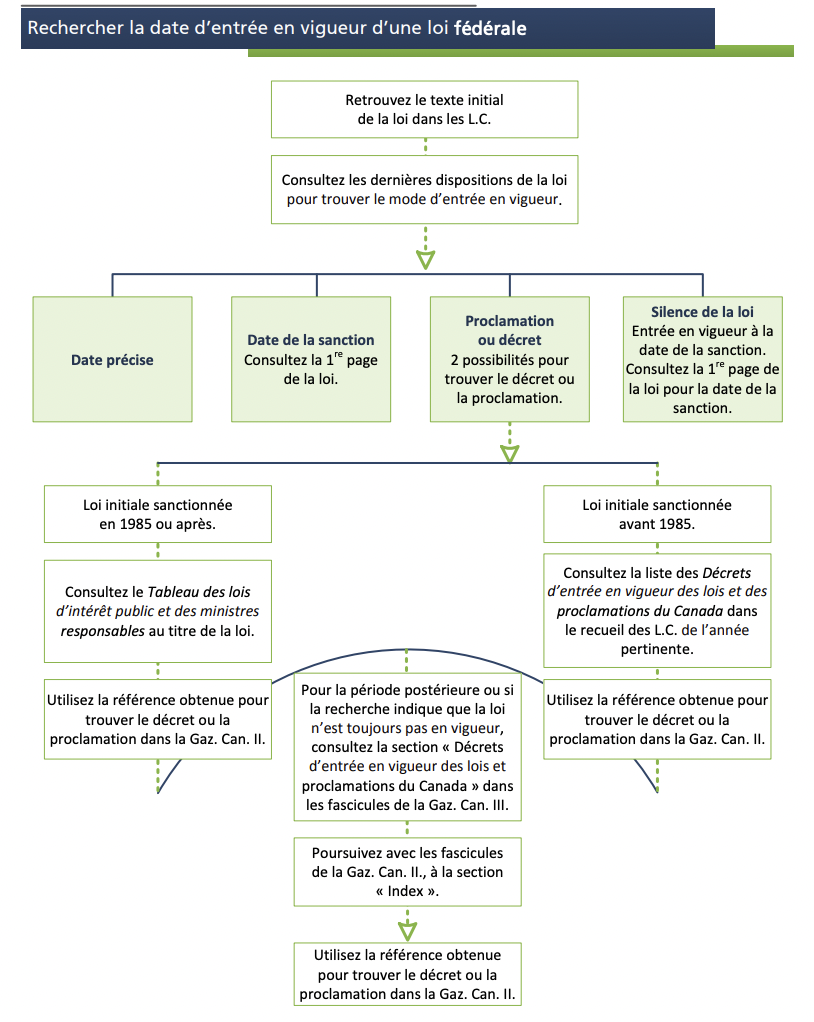 Rechercher la date d’entrée en vigueur d’une loi fédérale
Retrouvez le texte initial
de la loi dans les L.C.
Consultez les dernières dispositions de la loi
pour trouver le mode d’entrée en vigueur.
Date précise
Date de la sanction
Consultez la 1re page
de la loi.
Proclamation
ou décret
2 possibilités pour
trouver le décret ou
la proclamation.
Silence de la loi
Entrée en vigueur à la
date de la sanction.
Consultez la 1re page de
la loi pour la date de la
sanction.
Loi initiale sanctionnée
en 1985 ou après.
Consultez le Tableau des lois
d’intérêt public et des ministres
responsables au titre de la loi.
Utilisez la référence obtenue pour
trouver le décret ou la
proclamation dans la Gaz. Can. II.
Loi initiale sanctionnée
avant 1985.
Consultez la liste des Décrets
d’entrée en vigueur des lois et des
proclamations du Canada dans
le recueil des L.C. de l’année
pertinente.
Utilisez la référence obtenue pour
trouver le décret ou la
proclamation dans la Gaz. Can. II.
Pour la période postérieure ou si
la recherche indique que la loi
n’est toujours pas en vigueur,
consultez la section « Décrets
d’entrée en vigueur des lois et
proclamations du Canada » dans
les fascicules de la Gaz. Can. III.
Poursuivez avec les fascicules
de la Gaz. Can. II., à la section
« Index ».
Utilisez la référence obtenue
pour trouver le décret ou la
proclamation dans la Gaz. Can. II.